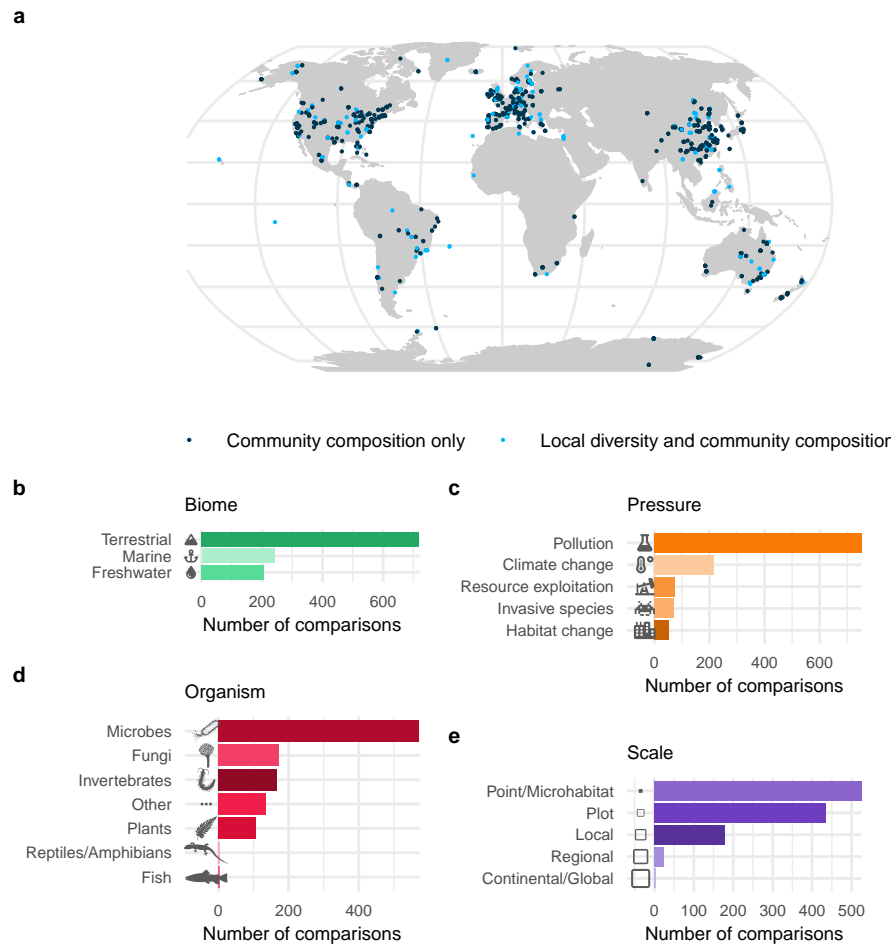 a
Community composition only
Local diversity and community composition
b
Biome
Terrestrial
Marine
Freshwater
0 200 400 600
Number of comparisons
c
Pressure
Pollution
Climate change
Resource exploitation
Invasive species
Habitat change
0 200 400 600
Number of comparisons
d
Organism
Microbes
Fungi
Invertebrates
Other
Plants
Reptiles/Amphibians
Fish
0 200 400
Number of comparisons
e
Scale
Point/Microhabitat
Plot
Local
Regional
Continental/Global
0 100 200 300 400 500
Number of comparisons